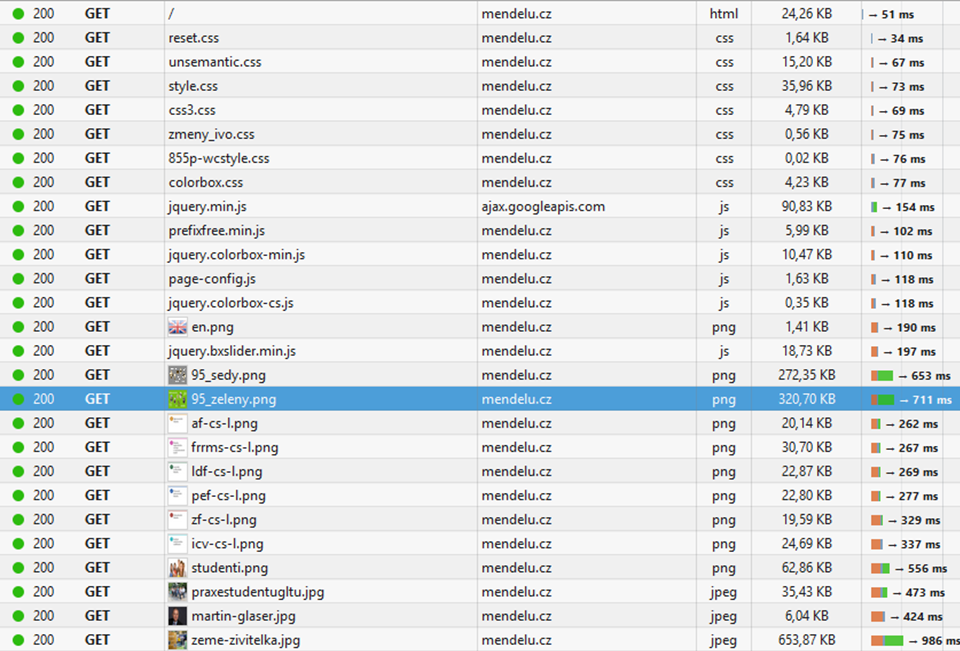 200 GET / mendelu.cz html 24,26 KB → 51 ms
200 GET reset.css mendelu.cz css 1,64 KB → 34 ms
200 GET unsemantic.css mendelu.cz css 15,20 KB → 67 ms
200 GET style.css mendelu.cz css 35,96 KB → 73 ms
200 GET css3.css mendelu.cz css 4,79 KB → 69 ms
200 GET zmeny_ivo.css mendelu.cz css 0,56 KB → 75 ms
200 GET 855p-wcstyle.css mendelu.cz css 0,02 KB → 76 ms
200 GET colorbox.css mendelu.cz css 4,23 KB → 77 ms
200 GET jquery.min.js ajax.googleapis.com js 90,83 KB → 154 ms
200 GET prefixfree.min.js mendelu.cz js 5,99 KB → 102 ms
200 GET jquery.colorbox-min.js mendelu.cz js 10,47 KB → 110 ms
200 GET page-config.js mendelu.cz js 1,63 KB → 118 ms
200 GET jquery.colorbox-cs.js mendelu.cz js 0,35 KB → 118 ms
200 GET en.png mendelu.cz png 1,41 KB → 190 ms
200 GET jquery.bxslider.min.js mendelu.cz js 18,73 KB → 197 ms
200 GET 95_sedy.png mendelu.cz png 272,35 KB → 653 ms
200 GET 95_zeleny.png mendelu.cz png 320,70 KB → 711 ms
200 GET af-cs-l.png mendelu.cz png 20,14 KB → 262 ms
200 GET frrms-cs-l.png mendelu.cz png 30,70 KB → 267 ms
200 GET ldf-cs-l.png mendelu.cz png 22,87 KB → 269 ms
200 GET pef-cs-l.png mendelu.cz png 22,80 KB → 277 ms
200 GET zf-cs-l.png mendelu.cz png 19,59 KB → 329 ms
200 GET icv-cs-l.png mendelu.cz png 24,69 KB → 337 ms
200 GET studenti.png mendelu.cz png 62,86 KB → 556 ms
200 GET praxestudentugltu.jpg mendelu.cz jpeg 35,43 KB → 473 ms
200 GET martin-glaser.jpg mendelu.cz jpeg 6,04 KB → 424 ms
200 GET zeme-zivitelka.jpg mendelu.cz jpeg 653,87 KB → 986 ms